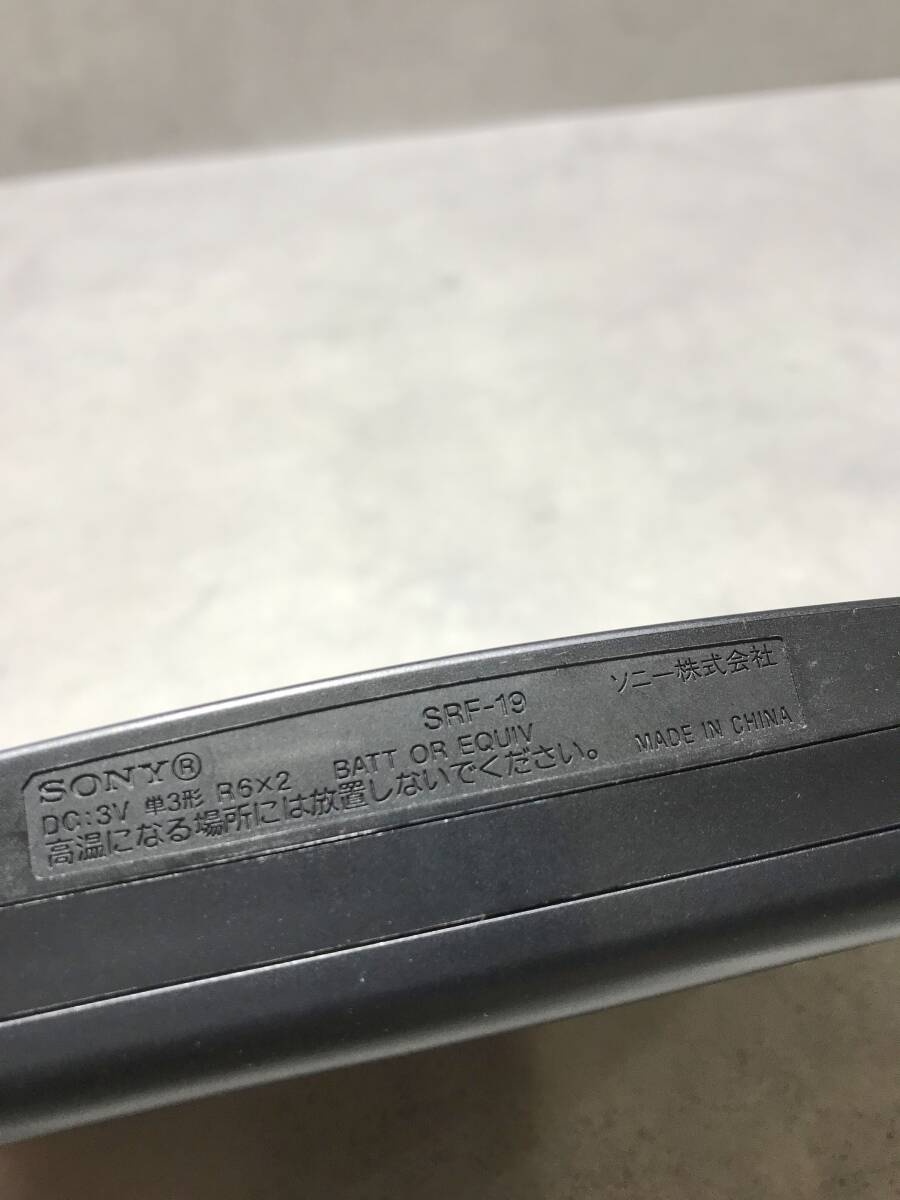 SONY® SRF-19 ソニー株式会社
DC:3V 単3形 R6×2 BATT OR EQUIV MADE IN CHINA
高温になる場所には放置しないでください。